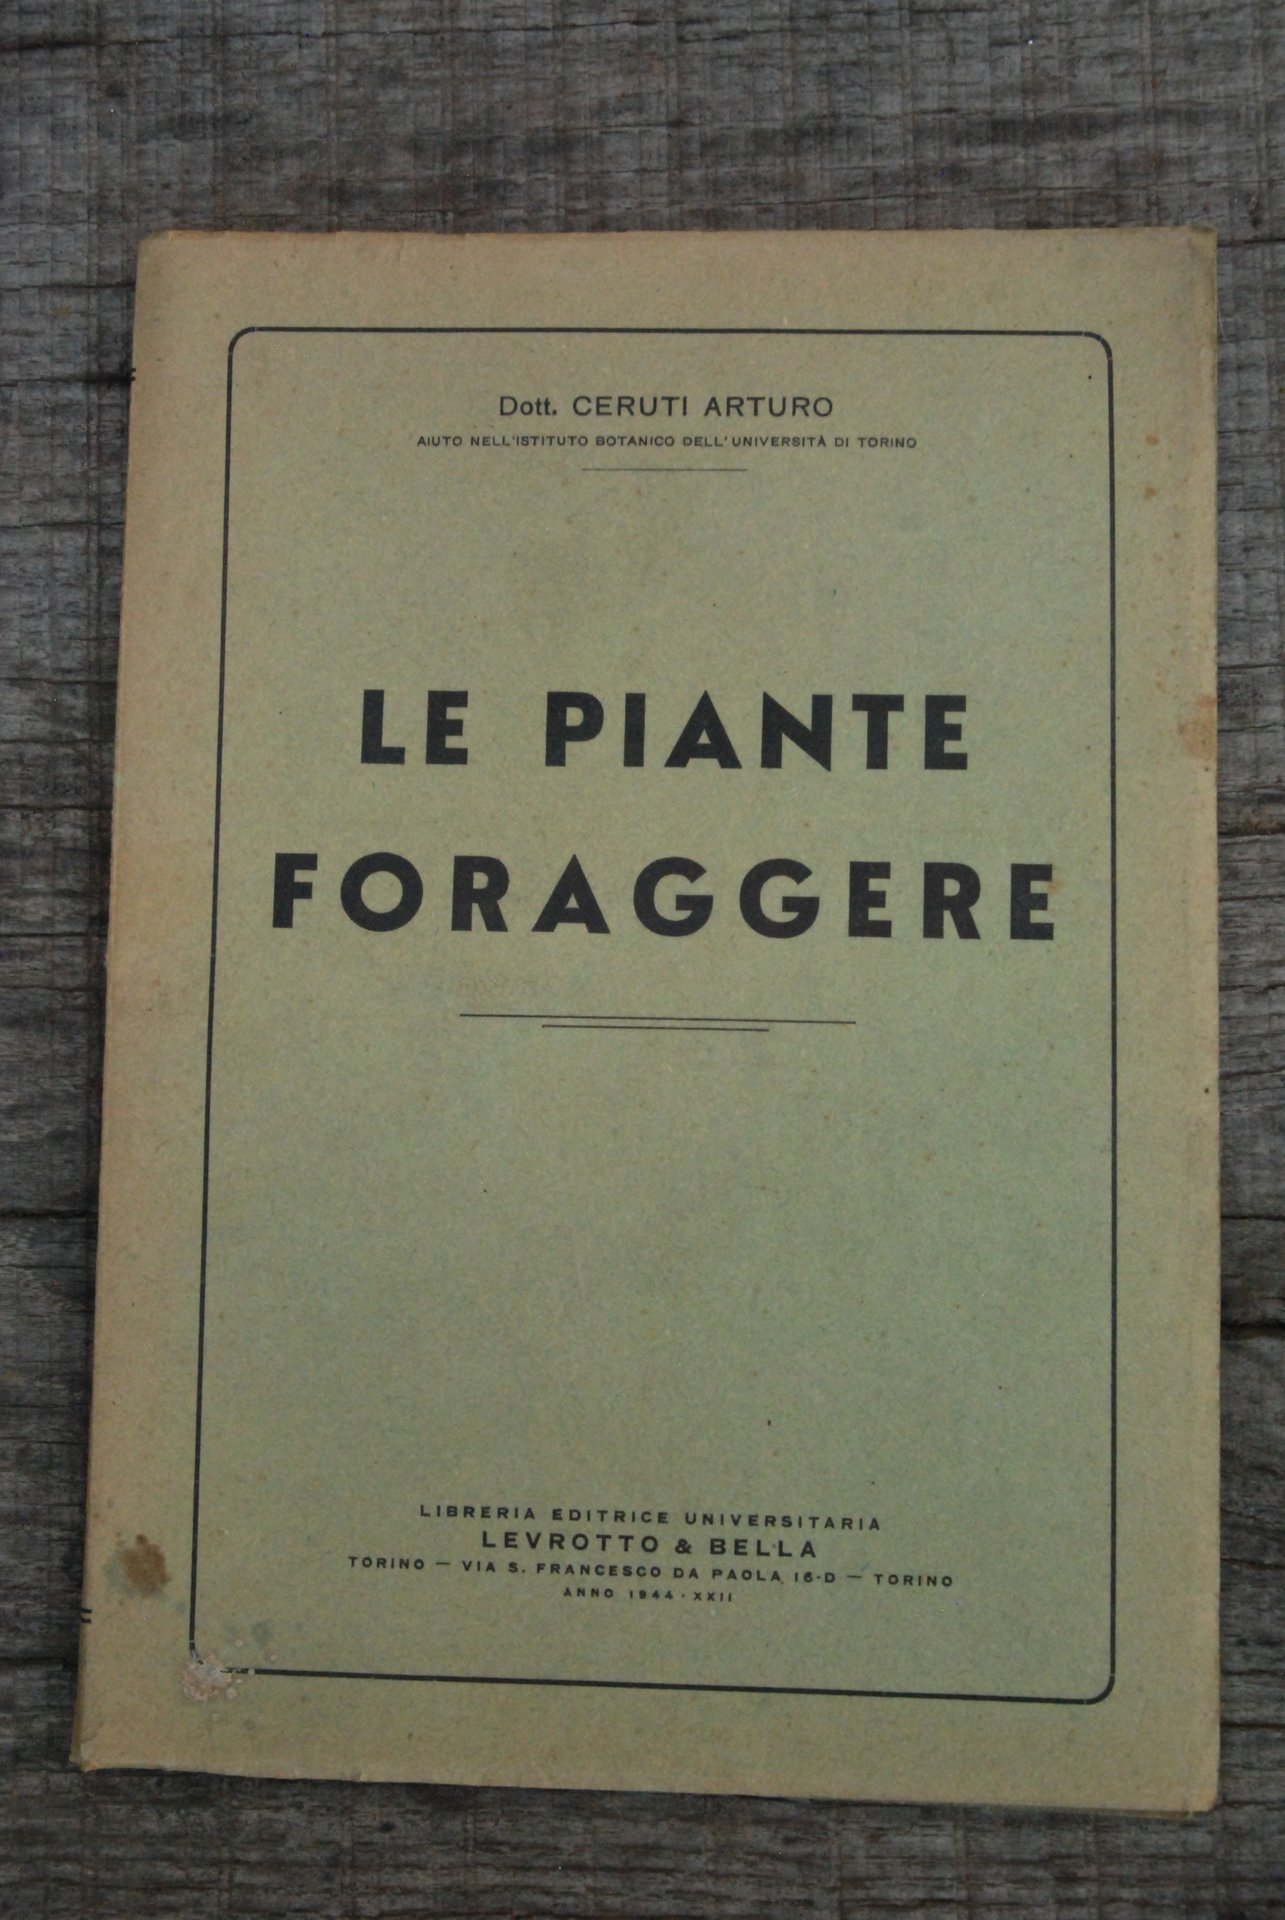 Dott. CERUTI ARTURO
AIUTO NELL'ISTITUTO BOTANICO DELL'UNIVERSITÀ DI TORINO
LE PIANTE
FORAGGERE
LIBRERIA EDITRICE UNIVERSITARIA
LEVROTTO & BELLA
TORINO — VIA S. FRANCESCO DA PAOLA 16-D — TORINO
ANNO 1944 · XXII